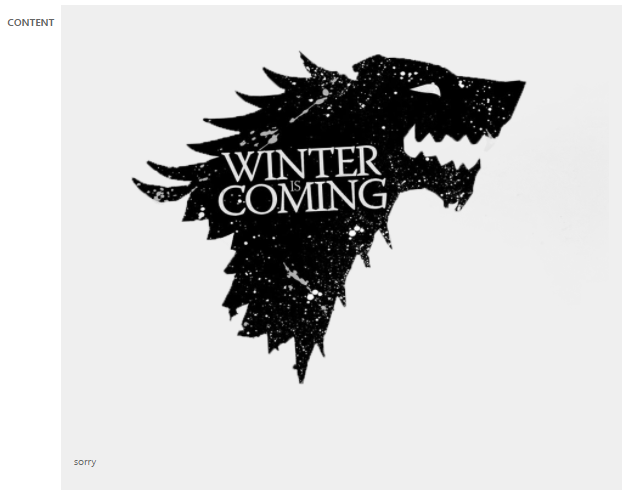 CONTENT
WINTER
IS
COMING
sorry